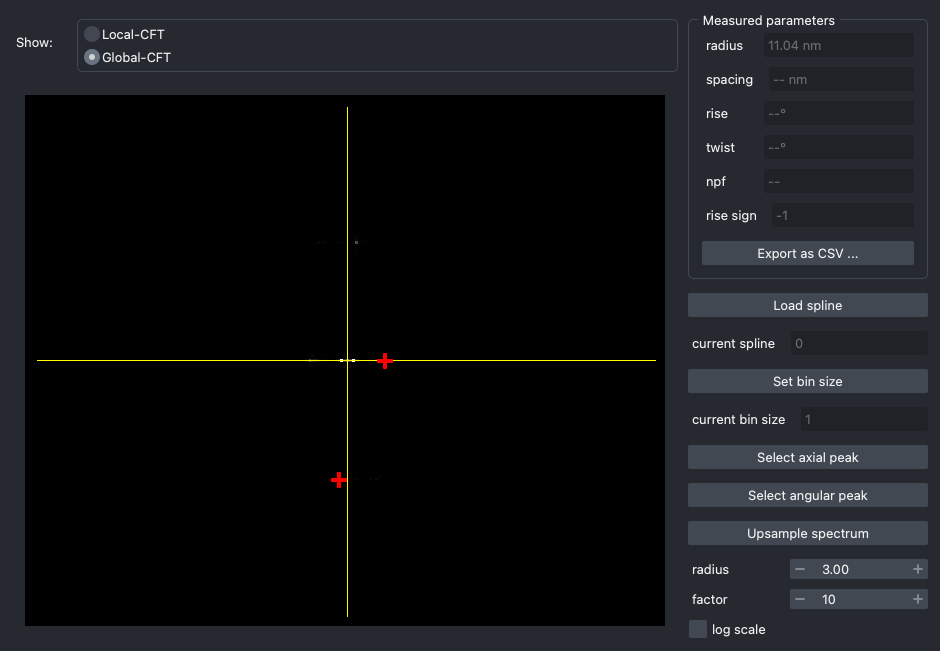 Show:
Local-CFT
Global-CFT
Measured parameters
radius 11.04 nm
spacing -- nm
rise --°
twist --°
npf --
rise sign -1
Export as CSV ...
Load spline
current spline 0
Set bin size
current bin size 1
Select axial peak
Select angular peak
Upsample spectrum
radius − 3.00 +
factor − 10 +
log scale